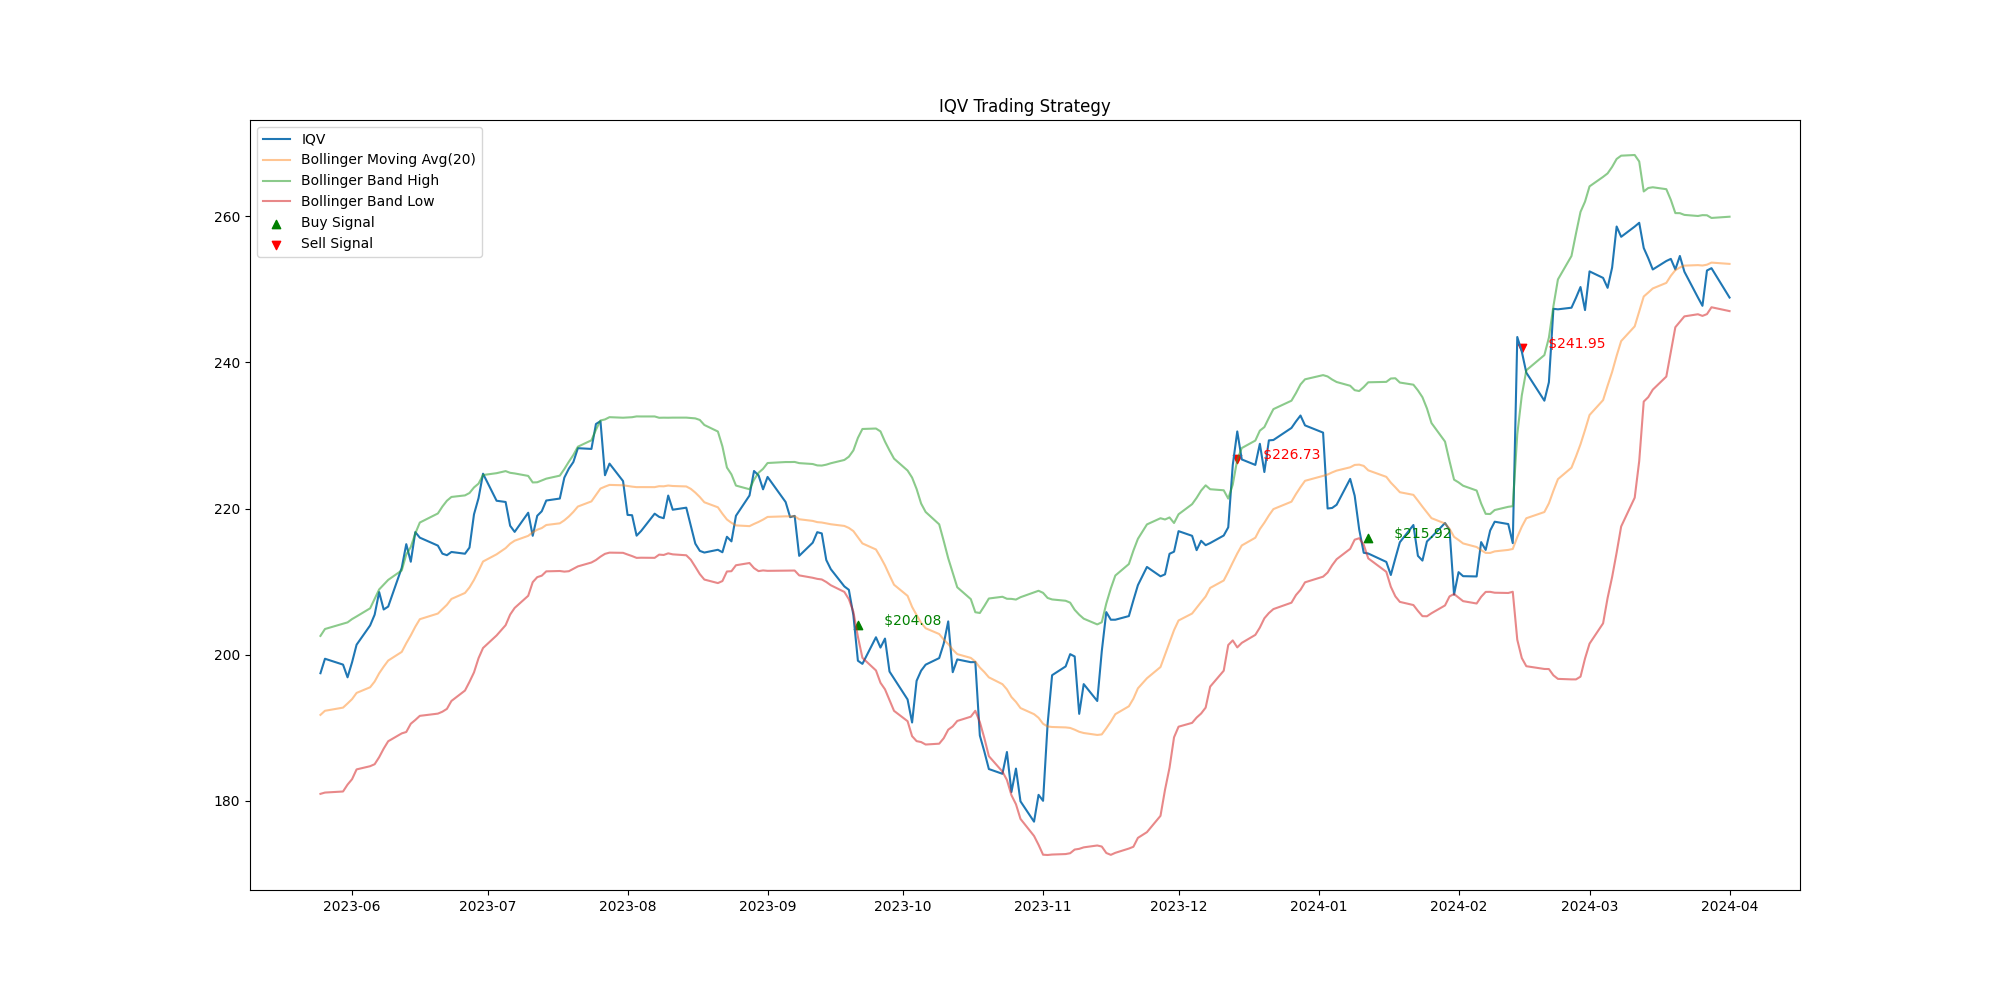 IQV Trading Strategy
IQV
Bollinger Moving Avg(20)
Bollinger Band High
Bollinger Band Low
Buy Signal
Sell Signal
260
240
220
200
180
$241.95
$226.73
$215.92
$204.08
2023-06 2023-07 2023-08 2023-09 2023-10 2023-11 2023-12 2024-01 2024-02 2024-03 2024-04